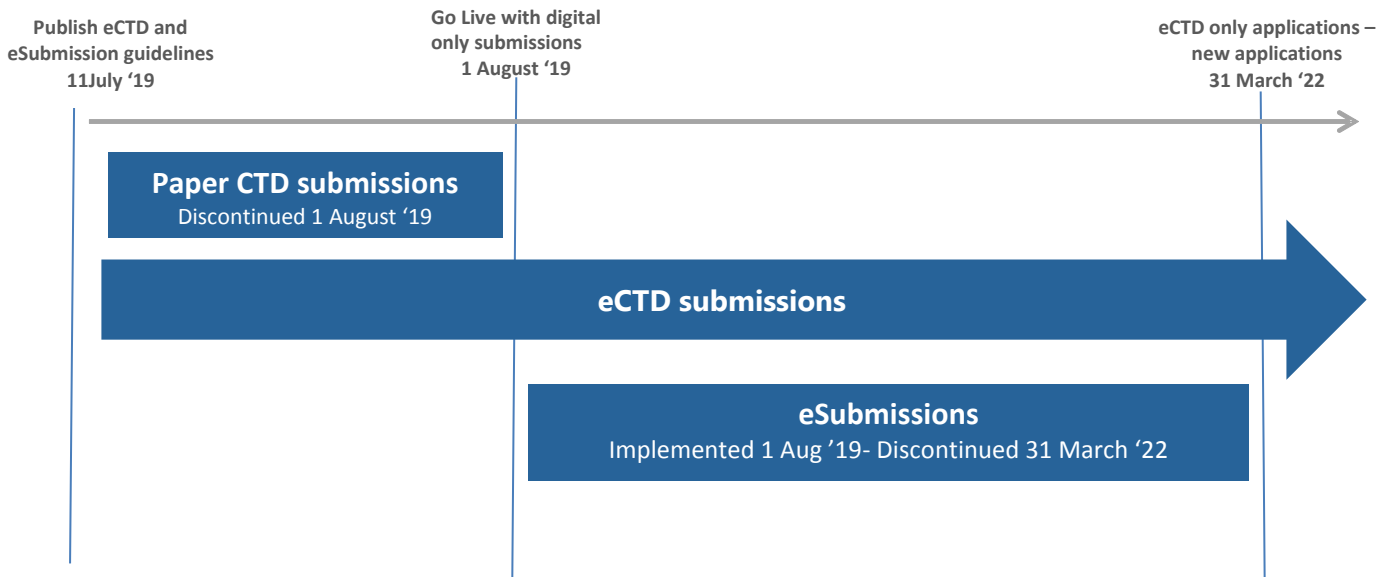 Publish eCTD and
eSubmission guidelines
11July ‘19
Go Live with digital
only submissions
1 August ‘19
eCTD only applications –
new applications
31 March ‘22
Paper CTD submissions
Discontinued 1 August ‘19
eCTD submissions
eSubmissions
Implemented 1 Aug ’19- Discontinued 31 March ‘22